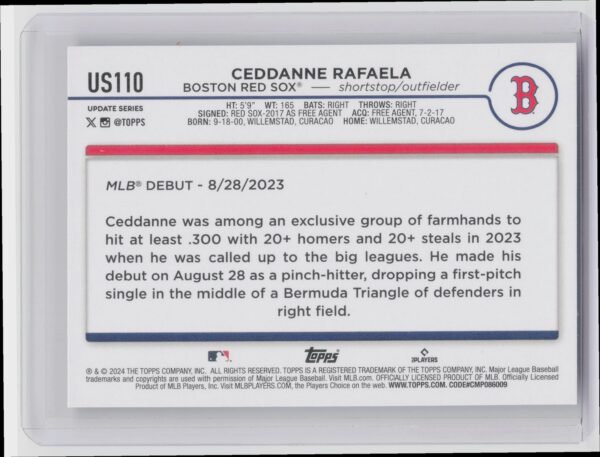 US110
UPDATE SERIES
@TOPPS
CEDDANNE RAFAELA
BOSTON RED SOX® — shortstop/outfielder
HT: 5'9" WT: 165 BATS: RIGHT THROWS: RIGHT
SIGNED: RED SOX-2017 AS FREE AGENT ACQ: FREE AGENT, 7-2-17
BORN: 9-18-00, WILLEMSTAD, CURACAO HOME: WILLEMSTAD, CURACAO
B
MLB® DEBUT - 8/28/2023
Ceddanne was among an exclusive group of farmhands to
hit at least .300 with 20+ homers and 20+ steals in 2023
when he was called up to the big leagues. He made his
debut on August 28 as a pinch-hitter, dropping a first-pitch
single in the middle of a Bermuda Triangle of defenders in
right field.
topps
PLAYERS
® & © 2024 THE TOPPS COMPANY, INC. ALL RIGHTS RESERVED. TOPPS IS A REGISTERED TRADEMARK OF THE TOPPS COMPANY, INC. Major League Baseball
trademarks and copyrights are used with permission of Major League Baseball. Visit MLB.com. OFFICIALLY LICENSED PRODUCT OF MLB. Officially Licensed
Product of MLB Players, Inc. Visit MLBPLAYERS.COM, the Players Choice on the web. WWW.TOPPS.COM. CODE#CMP086009